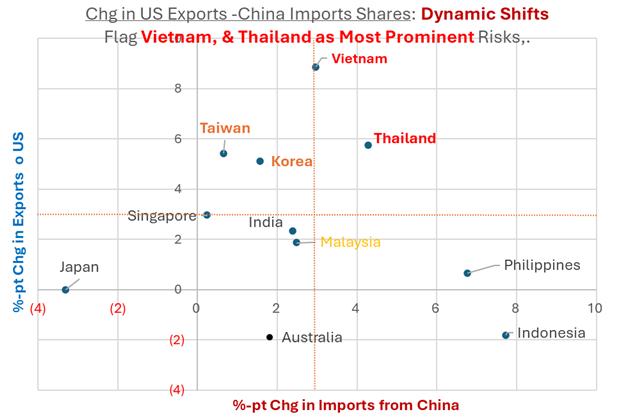 Chg in US Exports -China Imports Shares: Dynamic Shifts
Flag Vietnam, & Thailand as Most Prominent Risks,.
Vietnam
8
Taiwan
6
Thailand
Korea
4
Singapore
India
2
Malaysia
Japan
Philippines
0
(4) (2) 0 2 4 6 8 10
(2)
Australia
Indonesia
(4)
%-pt Chg in Exports o US
%-pt Chg in Imports from China